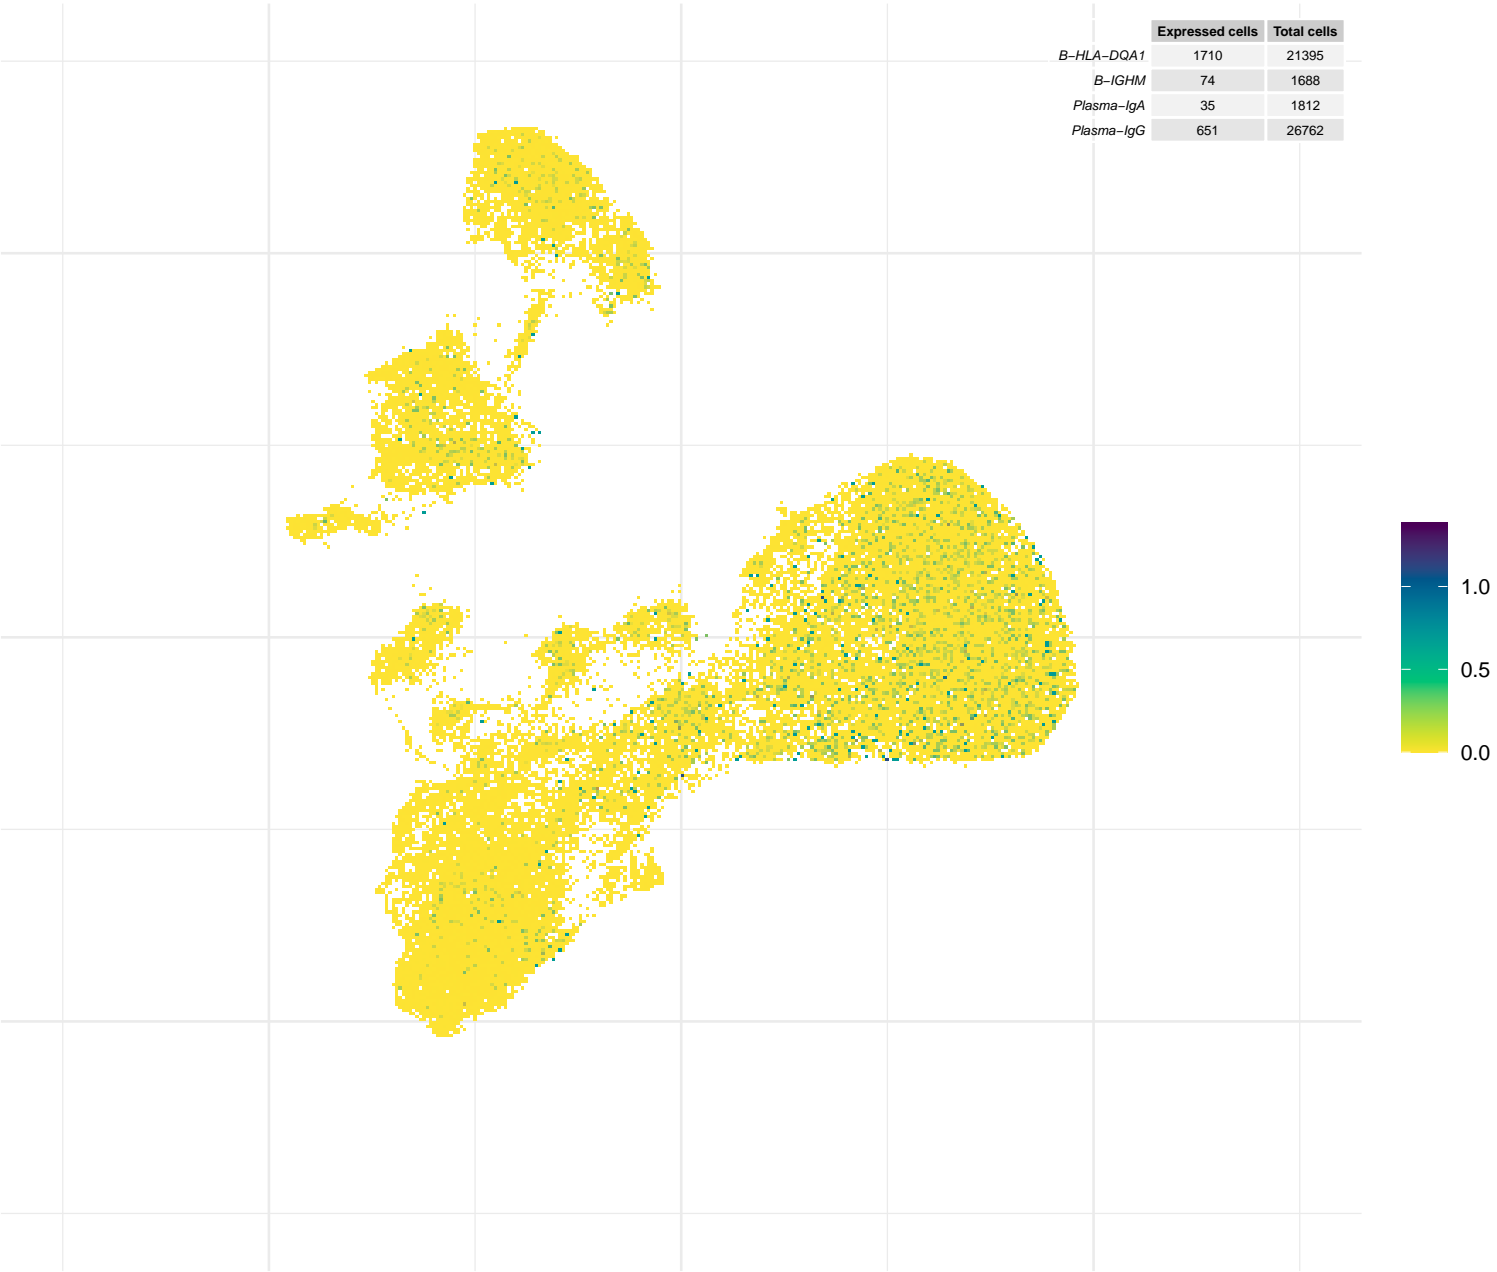 Expressed cells Total cells
B−HLA−DQA1 1710 21395
B−IGHM 74 1688
Plasma−IgA 35 1812
Plasma−IgG 651 26762
1.0
0.5
0.0